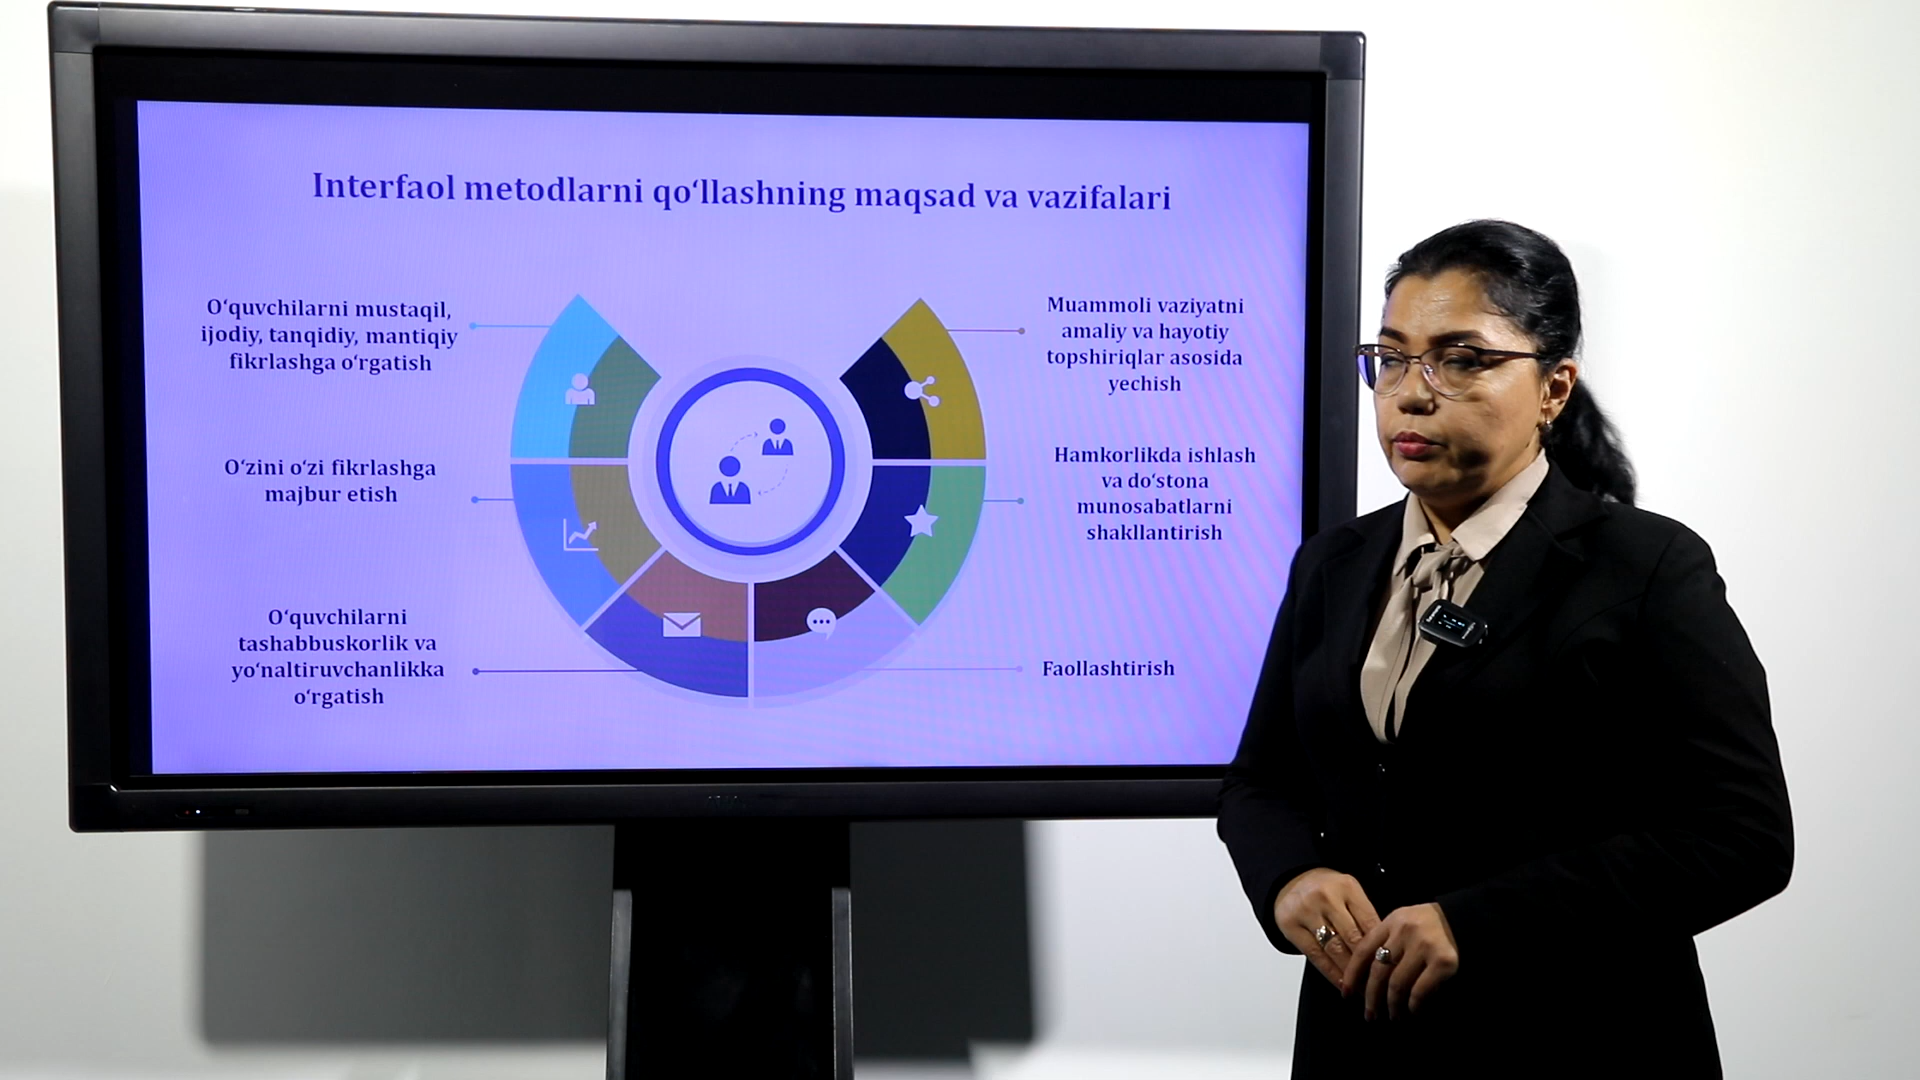 Interfaol metodlarni qo‘llashning maqsad va vazifalari
O‘quvchilarni mustaqil,
ijodiy, tanqidiy, mantiqiy
fikrlashga o‘rgatish
O‘zini o‘zi fikrlashga
majbur etish
O‘quvchilarni
tashabbuskorlik va
yo‘naltiruvchanlikka
o‘rgatish
Muammoli vaziyatni
amaliy va hayotiy
topshiriqlar asosida
yechish
Hamkorlikda ishlash
va do‘stona
munosabatlarni
shakllantirish
Faollashtirish